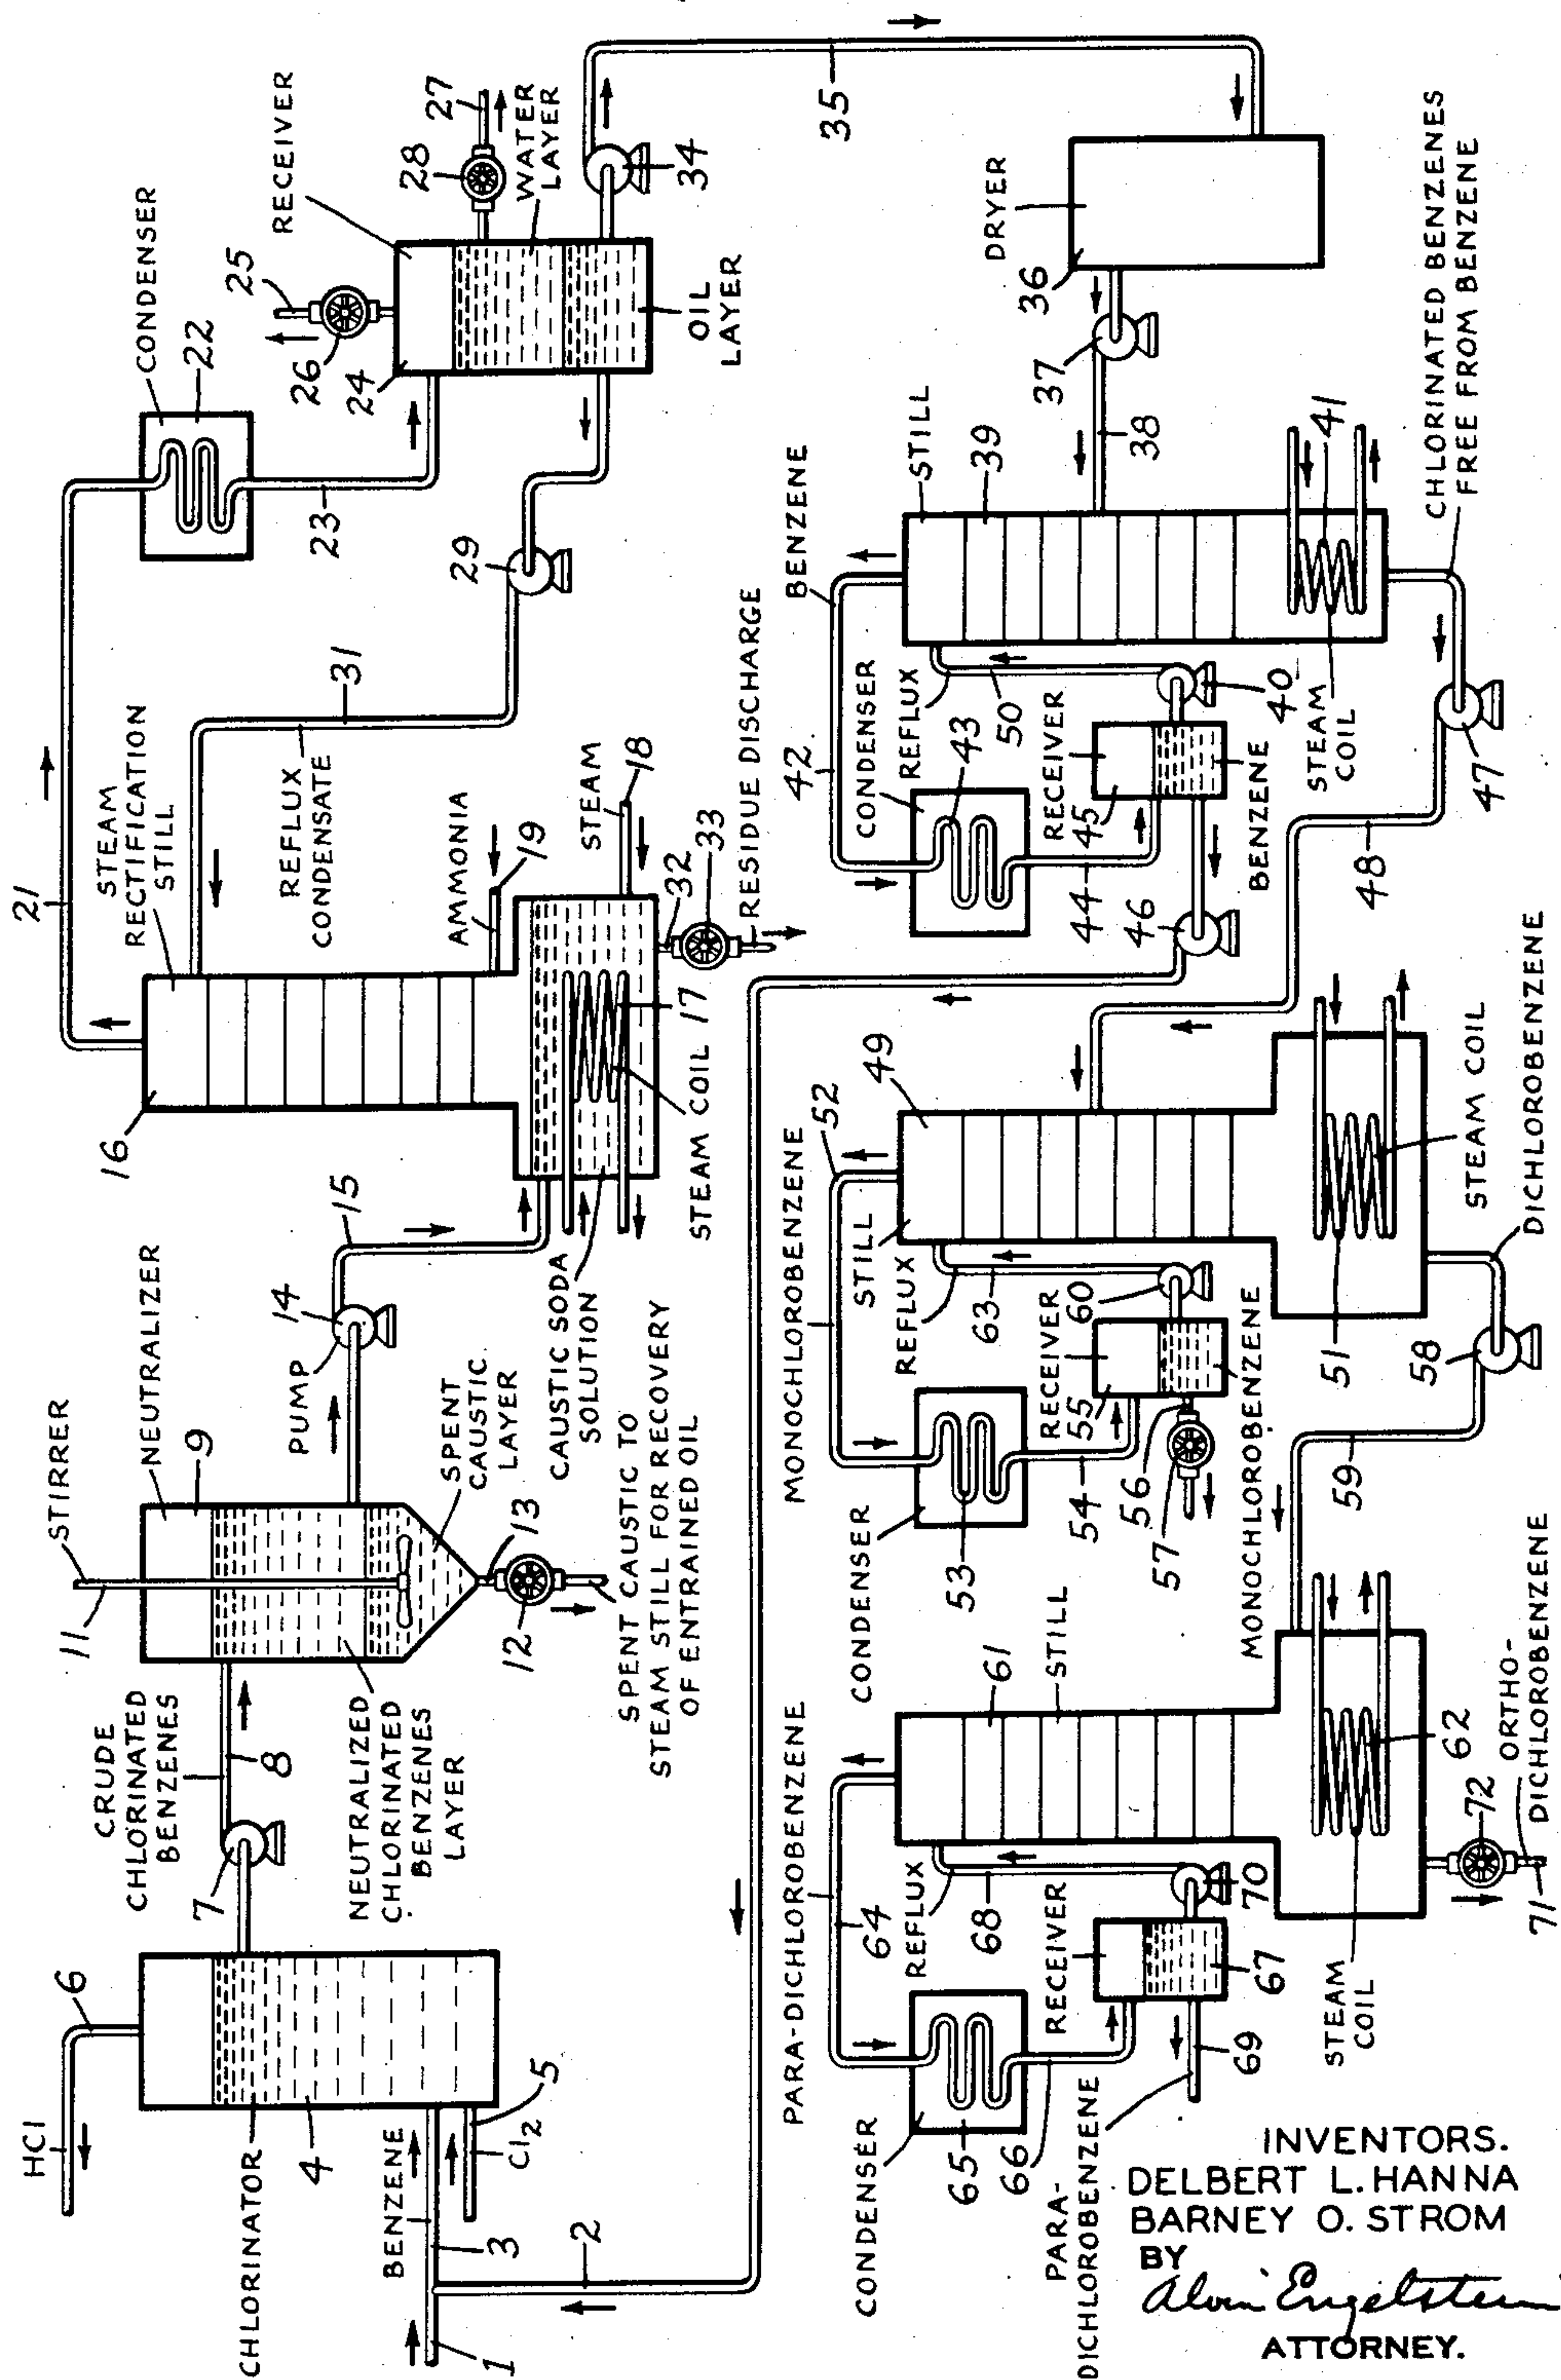 HCl
6
CHLORINATOR
4
BENZENE
3
Cl2
5
1
2
7
CRUDE
CHLORINATED
BENZENES
8
STIRRER
11
NEUTRALIZER
9
NEUTRALIZED
CHLORINATED
BENZENES
LAYER
SPENT
CAUSTIC
LAYER
13
12
SPENT CAUSTIC TO
STEAM STILL FOR RECOVERY
OF ENTRAINED OIL
PUMP
14
15
CAUSTIC SODA
SOLUTION
STEAM COIL 17
16
STEAM
RECTIFICATION
STILL
21
REFLUX
CONDENSATE
31
AMMONIA
19
STEAM
18
32
33
RESIDUE DISCHARGE
29
CONDENSER
22
23
RECEIVER
24
25
26
27
28
WATER
LAYER
OIL
LAYER
34
35
DRYER
36
37
38
STILL
39
BENZENE
42
CONDENSER
43
REFLUX
50
RECEIVER
44
45
40
46
BENZENE
STEAM
COIL
41
CHLORINATED BENZENES
FREE FROM BENZENE
47
48
49
STILL
MONOCHLOROBENZENE
52
REFLUX
63
CONDENSER
53
54
RECEIVER
55
56
57
60
MONOCHLOROBENZENE
51
STEAM COIL
DICHLOROBENZENE
58
59
PARA-DICHLOROBENZENE
64
61
STILL
REFLUX
68
CONDENSER
65
66
RECEIVER
67
70
69
PARA-
DICHLOROBENZENE
STEAM
COIL
62
72
71
ORTHO-
DICHLOROBENZENE
INVENTORS.
DELBERT L. HANNA
BARNEY O. STROM
BY
Alvin Engelstein
ATTORNEY.